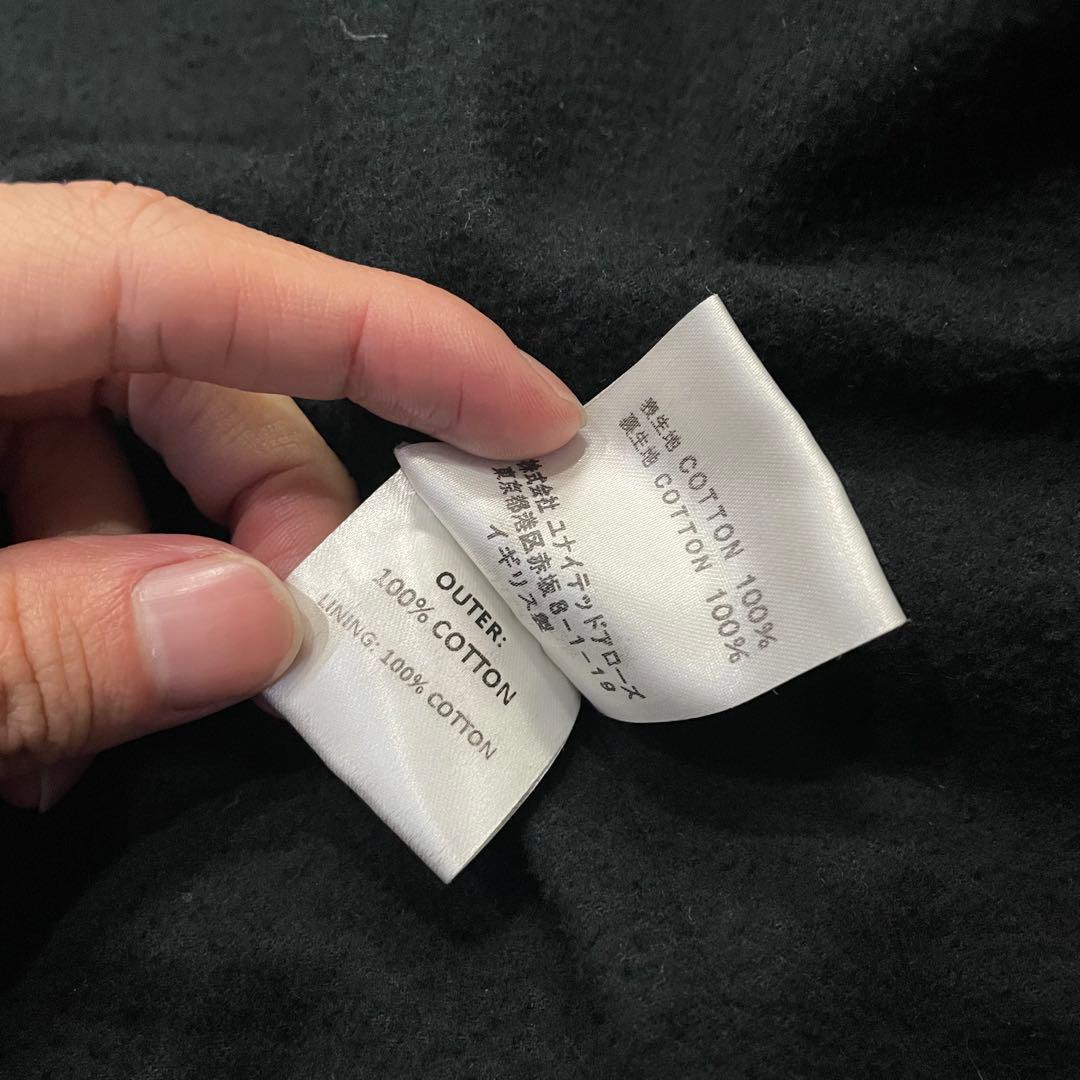 OUTER:
100% COTTON
LINING: 100% COTTON
表生地 COTTON 100%
裏生地 COTTON 100%
株式会社 ユナイテッドアローズ
東京都港区赤坂8-1-19
イギリス製